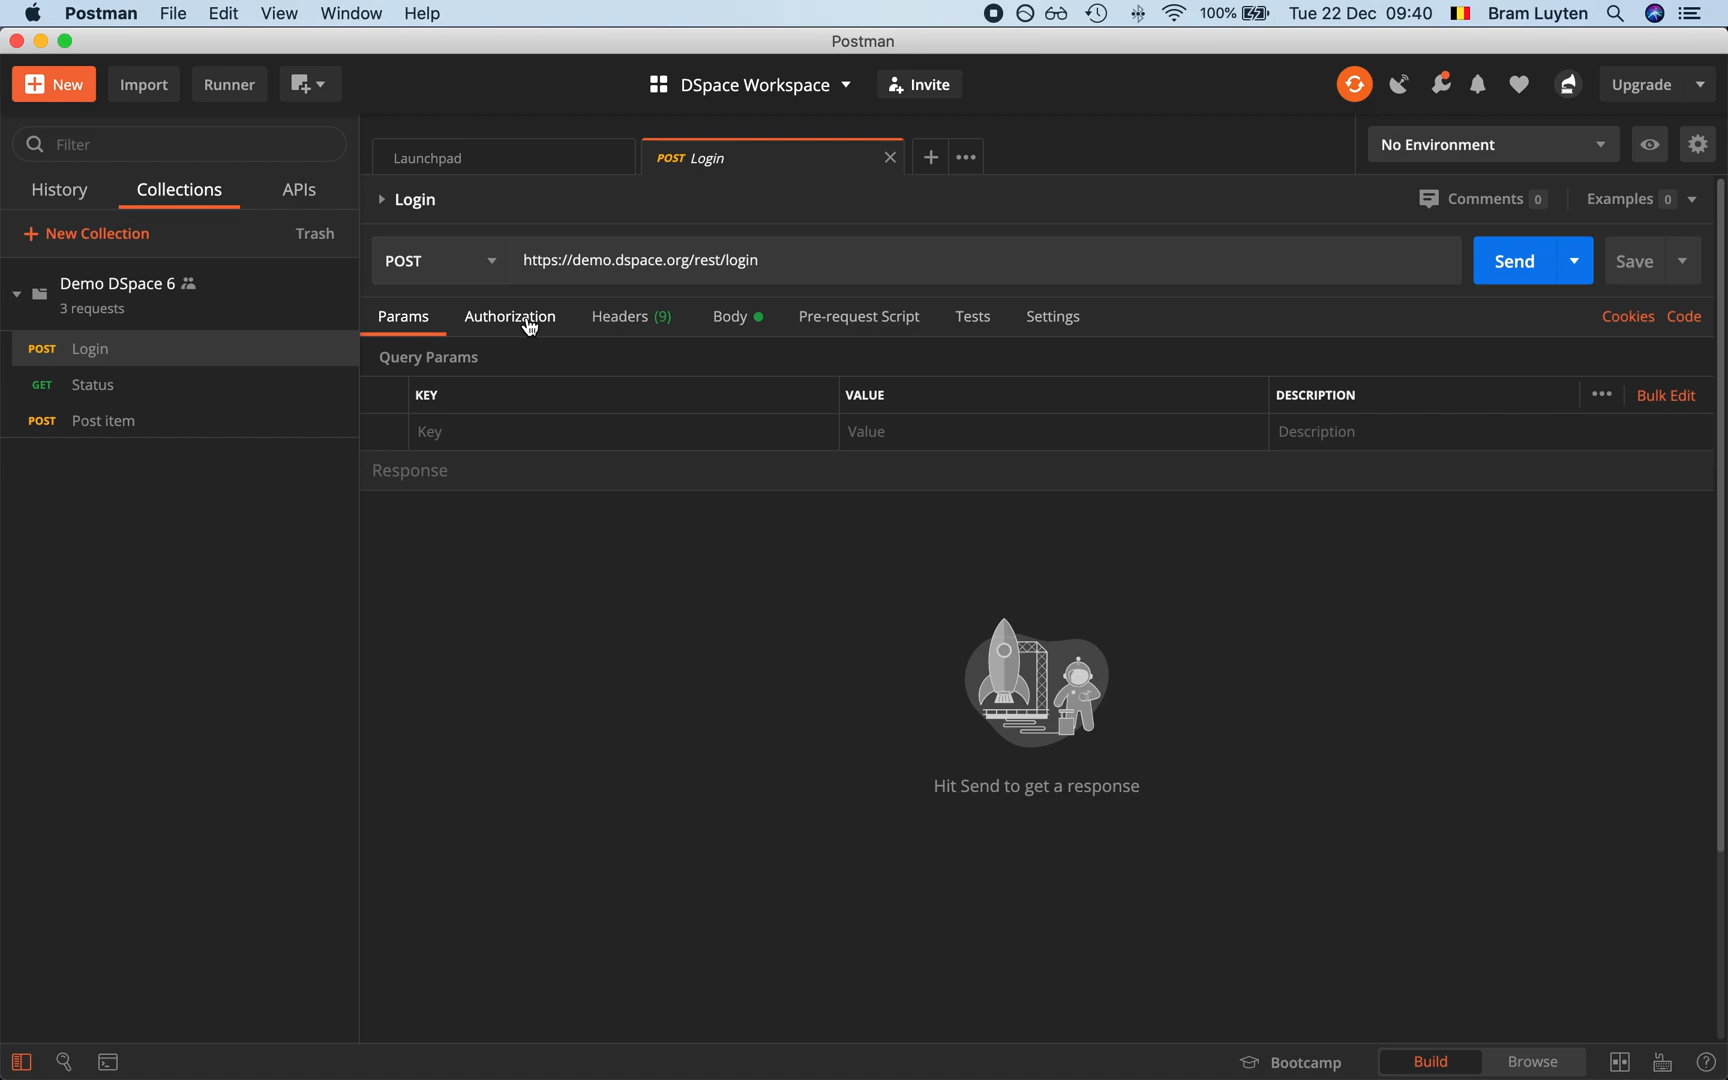 Postman File Edit View Window Help 100% Tue 22 Dec 09:40 Bram Luyten
Postman
New Import Runner DSpace Workspace Invite Upgrade
Filter
Launchpad POST Login No Environment
History Collections APIs
Login Comments 0 Examples 0
New Collection Trash
POST https://demo.dspace.org/rest/login Send Save
Demo DSpace 6
3 requests
Params Authorization Headers (9) Body Pre-request Script Tests Settings Cookies Code
POST Login
Query Params
GET Status
KEY VALUE DESCRIPTION Bulk Edit
POST Post item
Key Value Description
Response
Hit Send to get a response
Bootcamp Build Browse